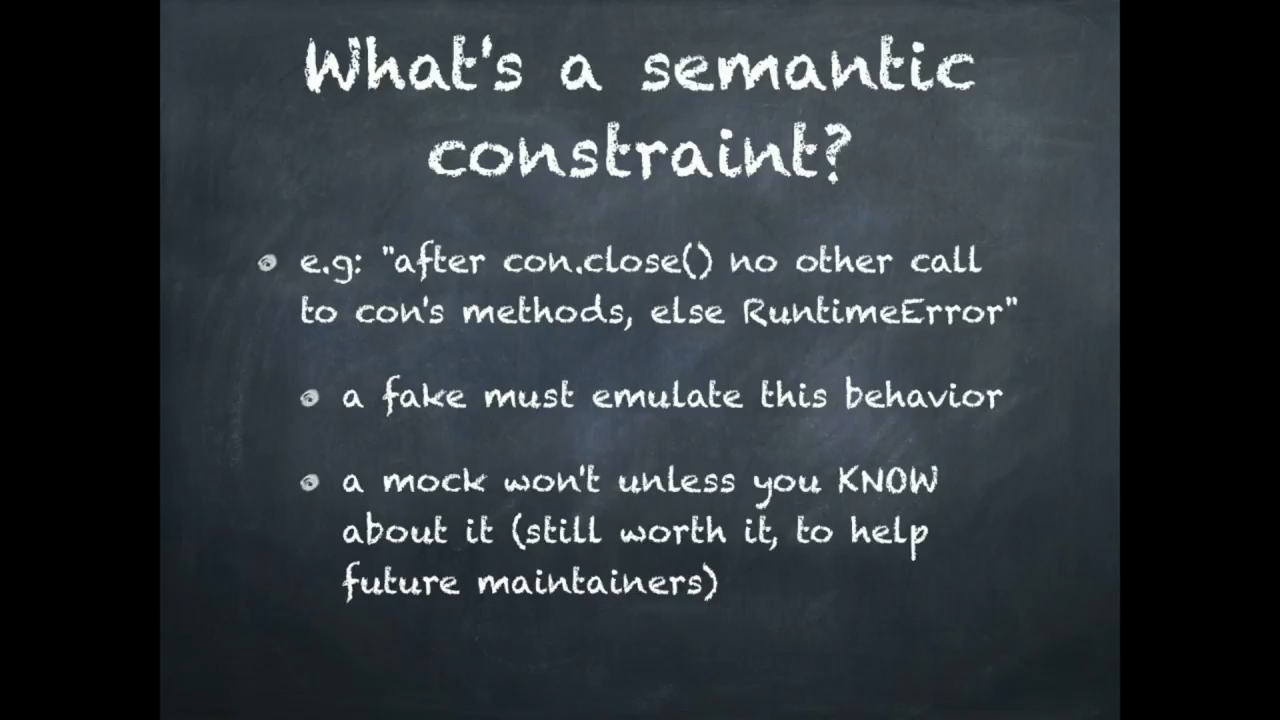 What's a semantic
constraint?
e.g: "after con.close() no other call
to con's methods, else RuntimeError"
a fake must emulate this behavior
a mock won't unless you KNOW
about it (still worth it, to help
future maintainers)